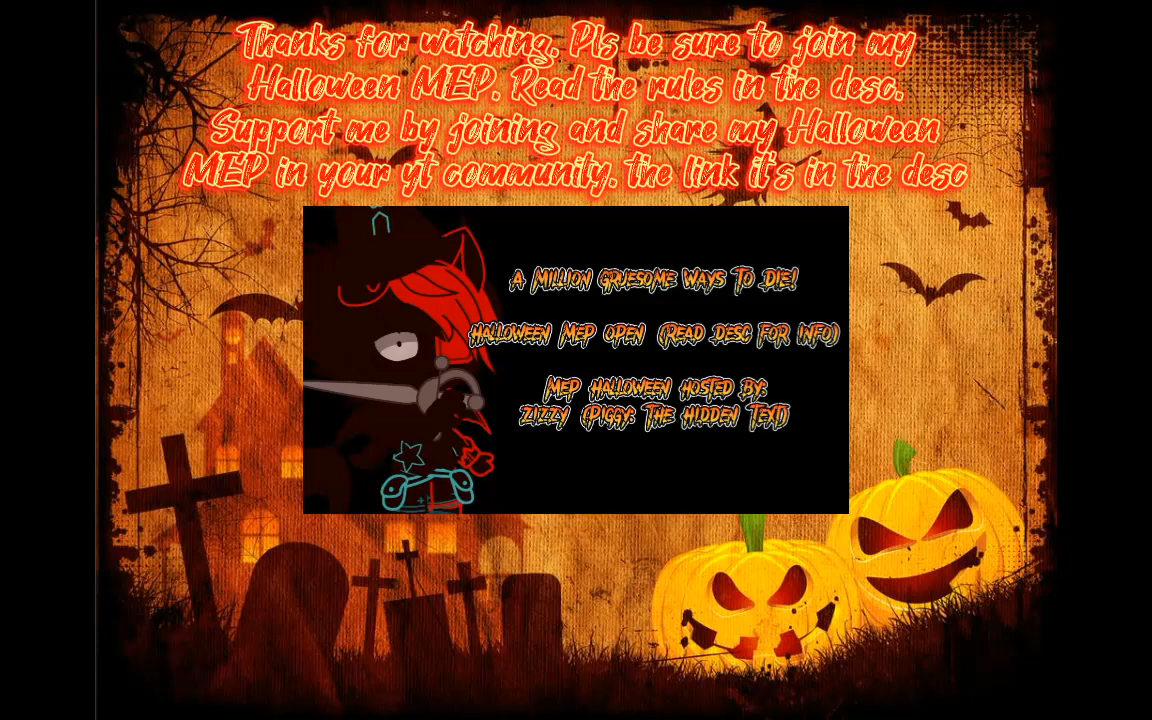 Thanks for watching. Pls be sure to join my
Halloween MEP. Read the rules in the desc.
Support me by joining and share my Halloween
MEP in your yt community. the link it's in the desc
A Million Gruesome Ways To Die!
Halloween Mep open (Read desc for info)
Mep Halloween hosted by:
Zizzy (Piggy: The hidden Text)